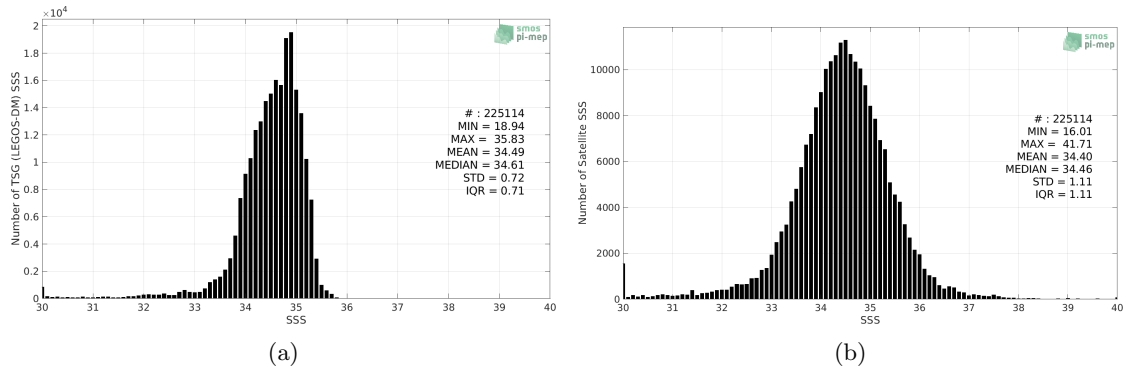 ×10⁴
2
1.8
1.6
1.4
1.2
1
0.8
0.6
0.4
0.2
0
Number of TSG (LEGOS-DM) SSS
30 31 32 33 34 35 36 37 38 39 40
SSS
smos
pi-mep
# : 225114
MIN = 18.94
MAX = 35.83
MEAN = 34.49
MEDIAN = 34.61
STD = 0.72
IQR = 0.71
(a)
10000
8000
6000
4000
2000
0
Number of Satellite SSS
30 31 32 33 34 35 36 37 38 39 40
SSS
smos
pi-mep
# : 225114
MIN = 16.01
MAX = 41.71
MEAN = 34.40
MEDIAN = 34.46
STD = 1.11
IQR = 1.11
(b)